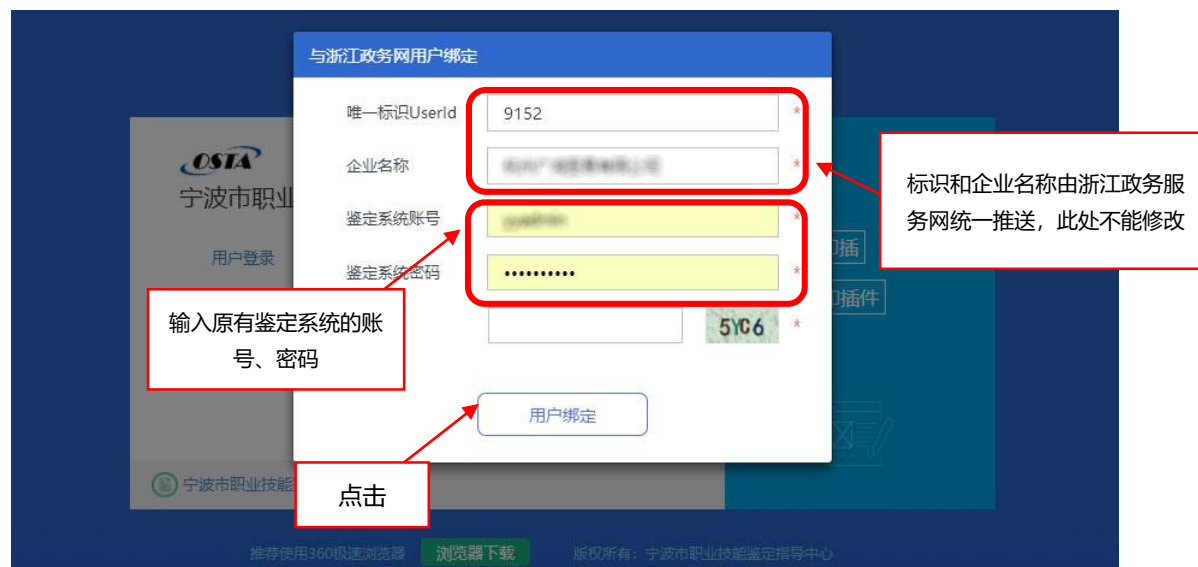 与浙江政务网用户绑定
唯一标识UserId
9152
*
企业名称
*
鉴定系统账号
*
鉴定系统密码
••••••••••
*
5YC6
*
用户绑定
标识和企业名称由浙江政务服
务网统一推送，此处不能修改
输入原有鉴定系统的账
号、密码
点击
OSTA
宁波市职业
用户登录
插
插件
宁波市职业技能
推荐使用360极速浏览器
浏览器下载
版权所有：宁波市职业技能鉴定指导中心